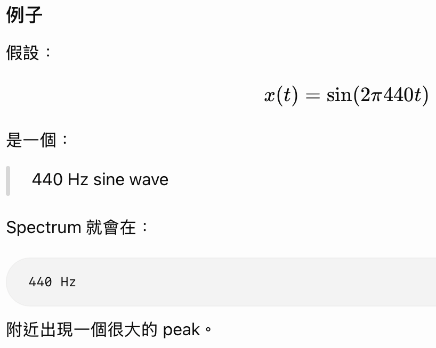 例子
假設：
x(t) = sin(2π440t)
是一個：
440 Hz sine wave
Spectrum 就會在：
440 Hz
附近出現一個很大的 peak。